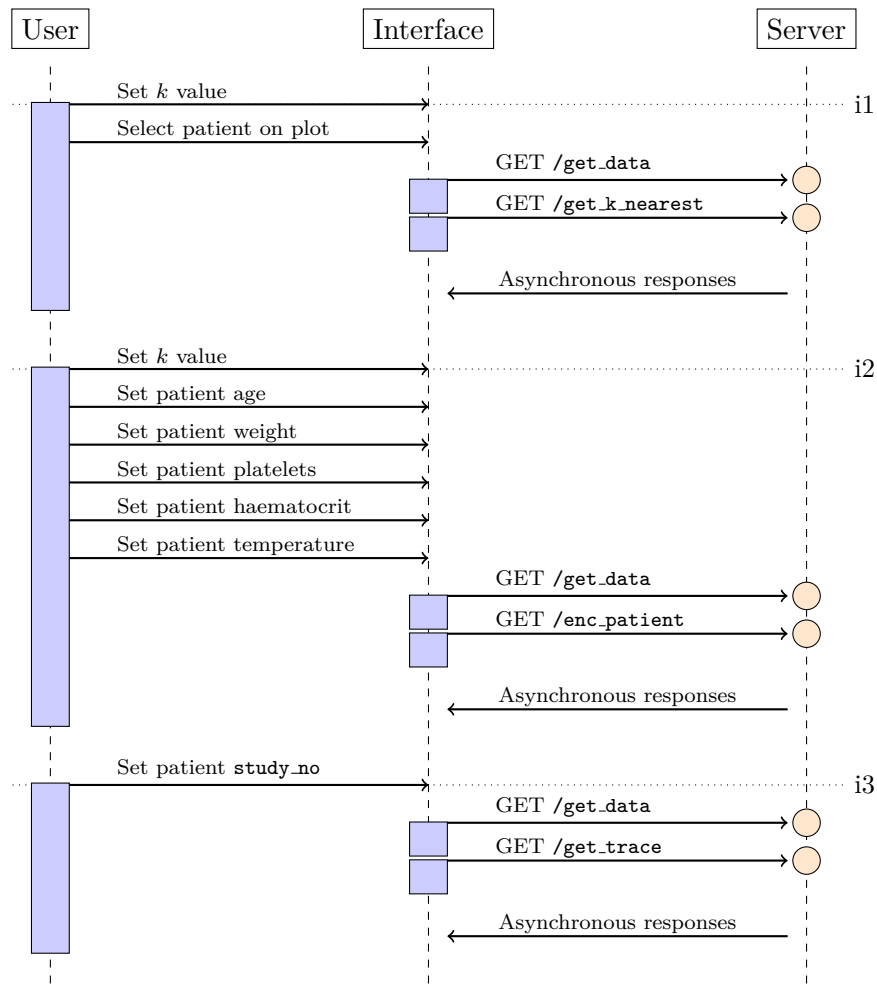 User Interface Server
Set k value
i1
Select patient on plot
GET /get_data
GET /get_k_nearest
Asynchronous responses
Set k value
i2
Set patient age
Set patient weight
Set patient platelets
Set patient haematocrit
Set patient temperature
GET /get_data
GET /enc_patient
Asynchronous responses
Set patient study_no
i3
GET /get_data
GET /get_trace
Asynchronous responses